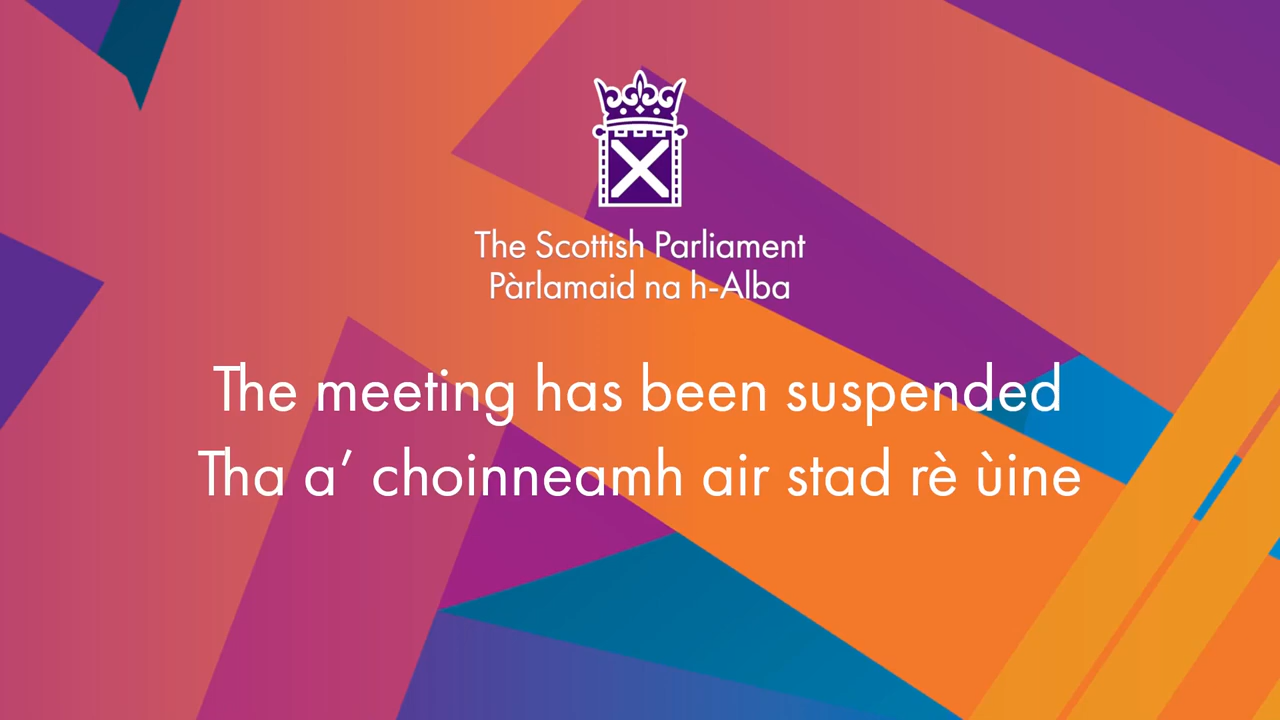 The Scottish Parliament
Pàrlamaid na h-Alba
The meeting has been suspended
Tha a’ choinneamh air stad rè ùine